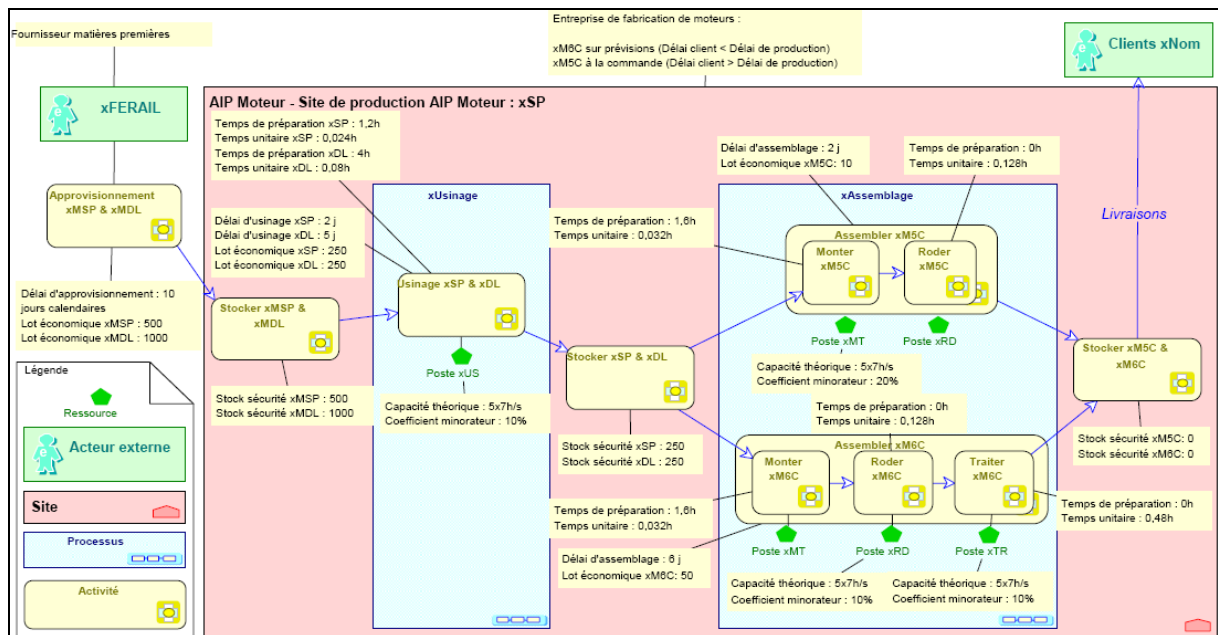 Fournisseur matières premières
Entreprise de fabrication de moteurs :
xM6C sur prévisions (Délai client < Délai de production)
xM5C à la commande (Délai client > Délai de production)
Clients xNom
xFERAIL
AIP Moteur - Site de production AIP Moteur : xSP
Temps de préparation xSP : 1,2h
Temps unitaire xSP : 0,024h
Temps de préparation xDL : 4h
Temps unitaire xDL : 0,08h
Délai d'assemblage : 2 j
Lot économique xM5C: 10
Temps de préparation : 0h
Temps unitaire : 0,128h
Approvisionnement
xMSP & xMDL
xUsinage
xAssemblage
Livraisons
Délai d'usinage xSP : 2 j
Délai d'usinage xDL : 5 j
Lot économique xSP : 250
Lot économique xDL : 250
Temps de préparation : 1,6h
Temps unitaire : 0,032h
Assembler xM5C
Monter
xM5C
Roder
xM5C
Usinage xSP & xDL
Délai d'approvisionnement : 10
jours calendaires
Lot économique xMSP : 500
Lot économique xMDL : 1000
Stocker xMSP &
xMDL
Poste xMT
Poste xRD
Stocker xSP & xDL
Stocker xM5C &
xM6C
Poste xUS
Capacité théorique : 5x7h/s
Coefficient minorateur : 20%
Légende
Ressource
Stock sécurité xMSP : 500
Stock sécurité xMDL : 1000
Capacité théorique : 5x7h/s
Coefficient minorateur : 10%
Temps de préparation : 0h
Temps unitaire : 0,128h
Acteur externe
Stock sécurité xSP : 250
Stock sécurité xDL : 250
Assembler xM6C
Monter
xM6C
Roder
xM6C
Traiter
xM6C
Stock sécurité xM5C: 0
Stock sécurité xM6C: 0
Site
Temps de préparation : 1,6h
Temps unitaire : 0,032h
Temps de préparation : 0h
Temps unitaire : 0,48h
Processus
Poste xMT
Poste xRD
Poste xTR
Délai d'assemblage : 6 j
Lot économique xM6C: 50
Activité
Capacité théorique : 5x7h/s
Coefficient minorateur : 10%
Capacité théorique : 5x7h/s
Coefficient minorateur : 10%